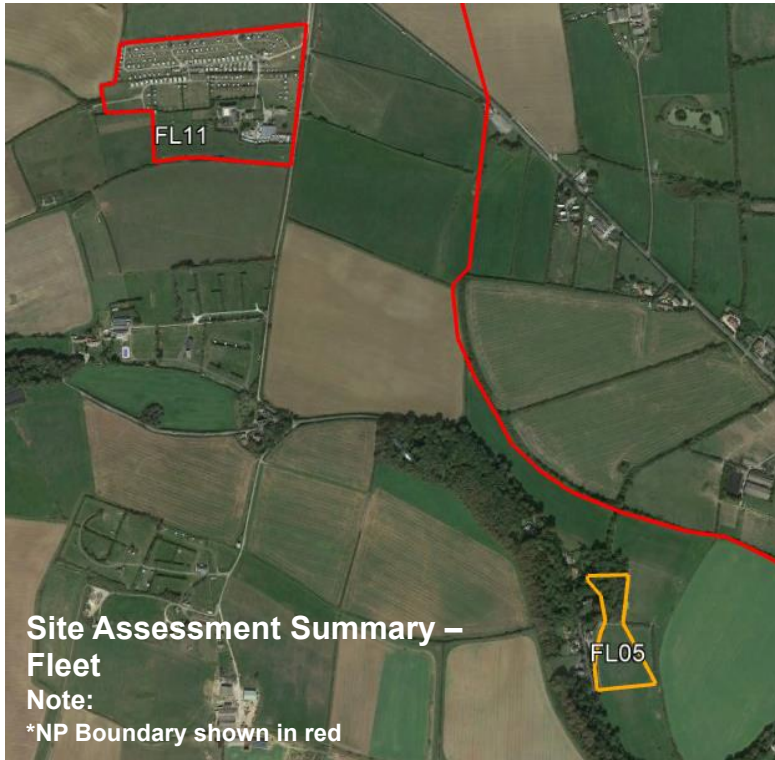 FL11
FL05
Site Assessment Summary –
Fleet
Note:
*NP Boundary shown in red